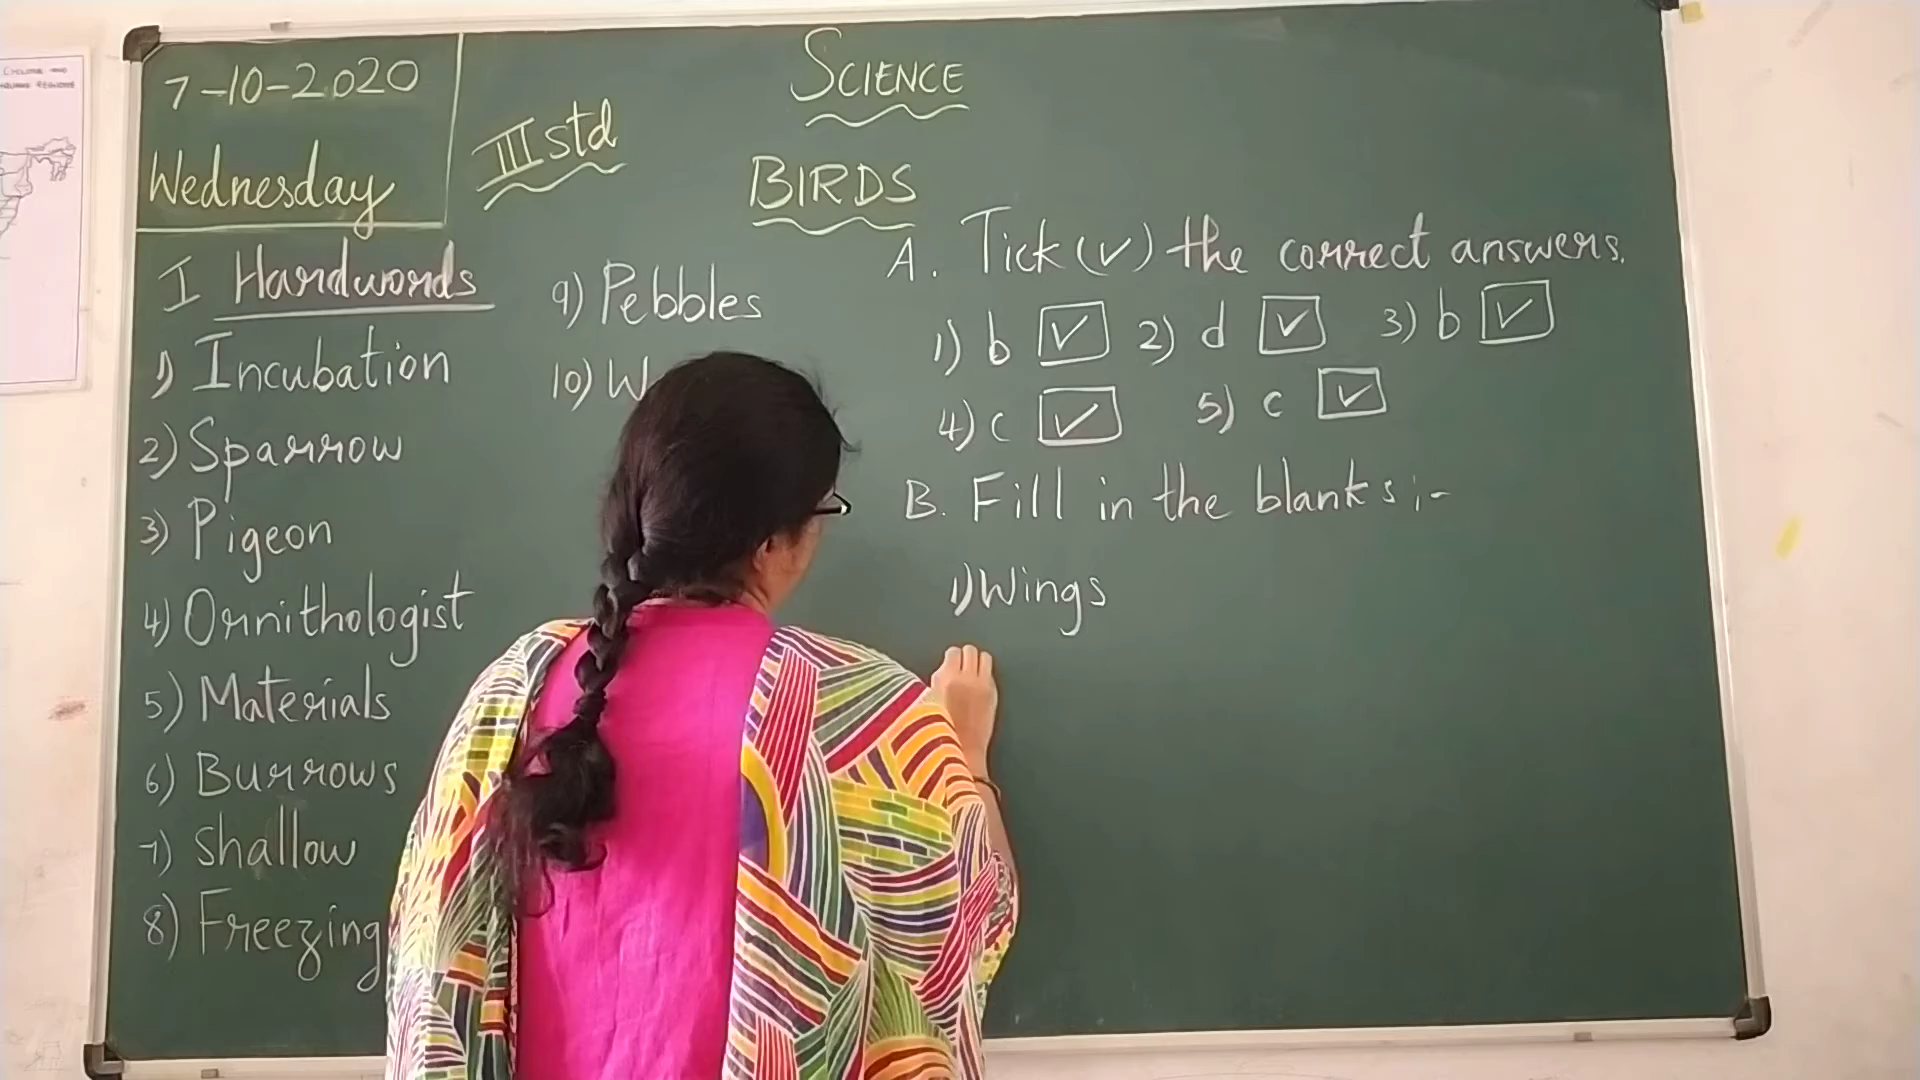 7-10-2020
Wednesday
III std
SCIENCE
BIRDS
I Hardwords
1) Incubation
2) Sparrow
3) Pigeon
4) Ornithologist
5) Materials
6) Burrows
7) Shallow
8) Freezing
9) Pebbles
10)
A. Tick (✓) the correct answers.
1) b ✓ 2) d ✓ 3) b ✓
4) c ✓ 5) c ✓
B. Fill in the blanks:-
1) Wings